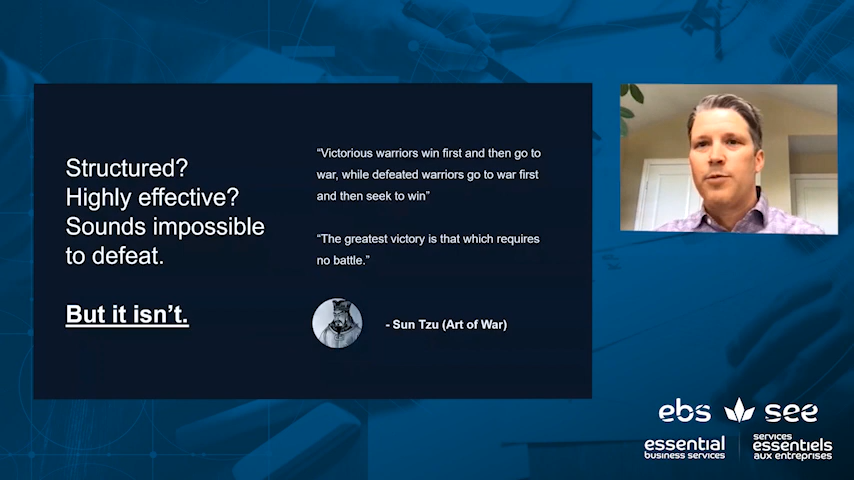 Structured?
Highly effective?
Sounds impossible
to defeat.
But it isn't.
“Victorious warriors win first and then go to
war, while defeated warriors go to war first
and then seek to win”
“The greatest victory is that which requires
no battle.”
- Sun Tzu (Art of War)
ebs see
essential
business services
services
essentiels
aux entreprises